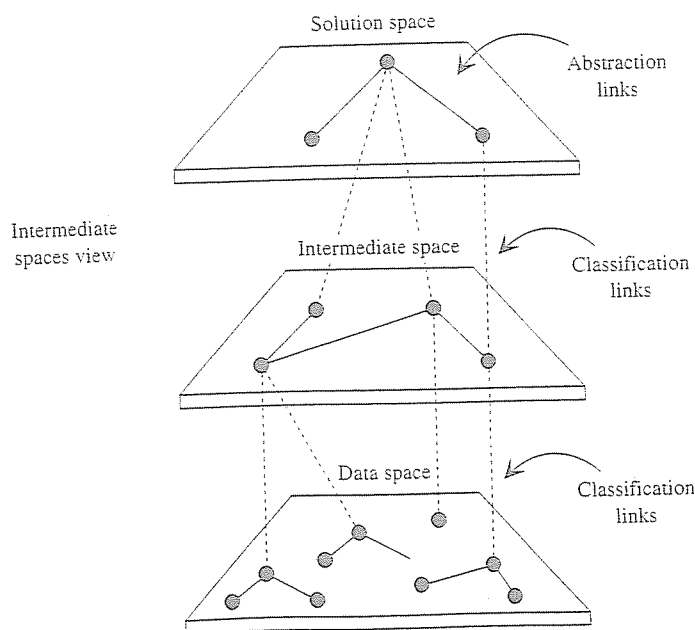 Solution space
Abstraction
links
Intermediate
spaces view
Intermediate space
Classification
links
Data space
Classification
links